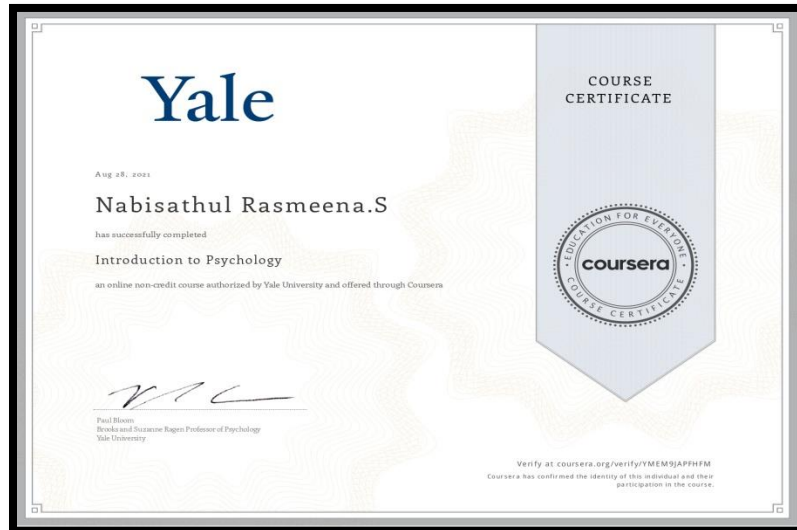 Yale
COURSE
CERTIFICATE
Aug 28, 2021
Nabisathul Rasmeena.S
has successfully completed
Introduction to Psychology
an online non-credit course authorized by Yale University and offered through Coursera
EDUCATION FOR EVERYONE
coursera
COURSE CERTIFICATE
Paul Bloom
Brooks and Suzanne Ragen Professor of Psychology
Yale University
Verify at coursera.org/verify/YMEM9JAPFHFM
Coursera has confirmed the identity of this individual and their
participation in the course.